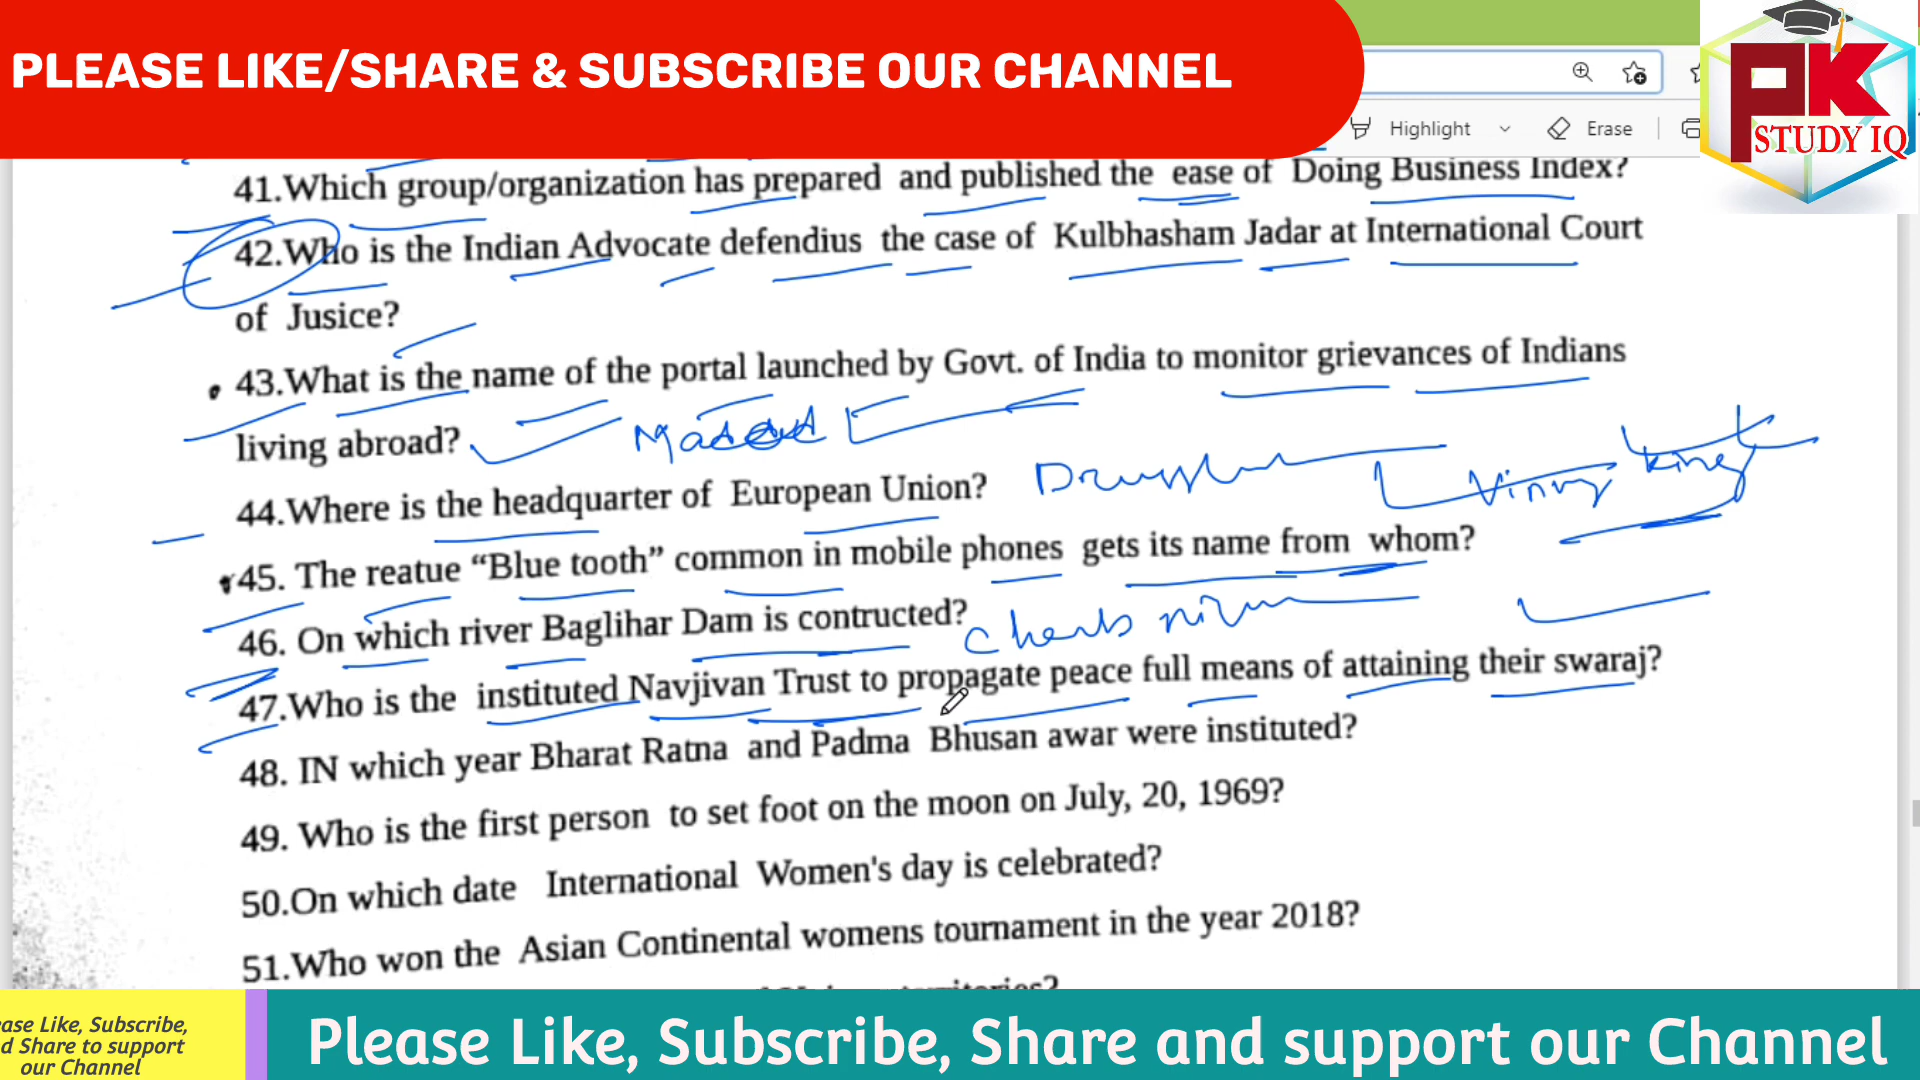 PLEASE LIKE/SHARE & SUBSCRIBE OUR CHANNEL
Highlight
Erase
PK
STUDY IQ
41.Which group/organization has prepared and published the ease of Doing Business Index?
42.Who is the Indian Advocate defendius the case of Kulbhasham Jadar at International Court
of Jusice?
43.What is the name of the portal launched by Govt. of India to monitor grievances of Indians
living abroad?
44.Where is the headquarter of European Union?
king
45. The reatue “Blue tooth” common in mobile phones gets its name from whom?
46. On which river Baglihar Dam is contructed?
47.Who is the instituted Navjivan Trust to propagate peace full means of attaining their swaraj?
48. IN which year Bharat Ratna and Padma Bhusan awar were instituted?
49. Who is the first person to set foot on the moon on July, 20, 1969?
50.On which date International Women's day is celebrated?
51.Who won the Asian Continental womens tournament in the year 2018?
ease Like, Subscribe,
d Share to support
our Channel
Please Like, Subscribe, Share and support our Channel